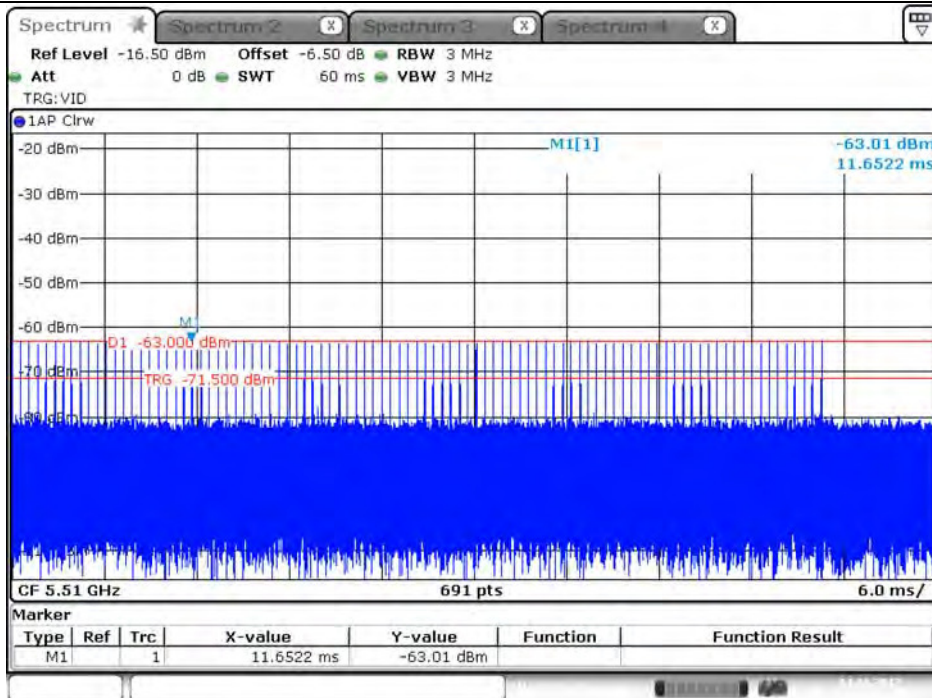 Spectrum Spectrum 2 X Spectrum 3 X Spectrum 4 X
Ref Level -16.50 dBm Offset -6.50 dB RBW 3 MHz
Att 0 dB SWT 60 ms VBW 3 MHz
TRG:VID
1AP Clrw
-20 dBm M1[1] -63.01 dBm
11.6522 ms
-30 dBm
-40 dBm
-50 dBm
-60 dBm M1
D1 -63.000 dBm
-70 dBm
TRG -71.500 dBm
-80 dBm
CF 5.51 GHz 691 pts 6.0 ms/
Marker
Type Ref Trc X-value Y-value Function Function Result
M1 1 11.6522 ms -63.01 dBm